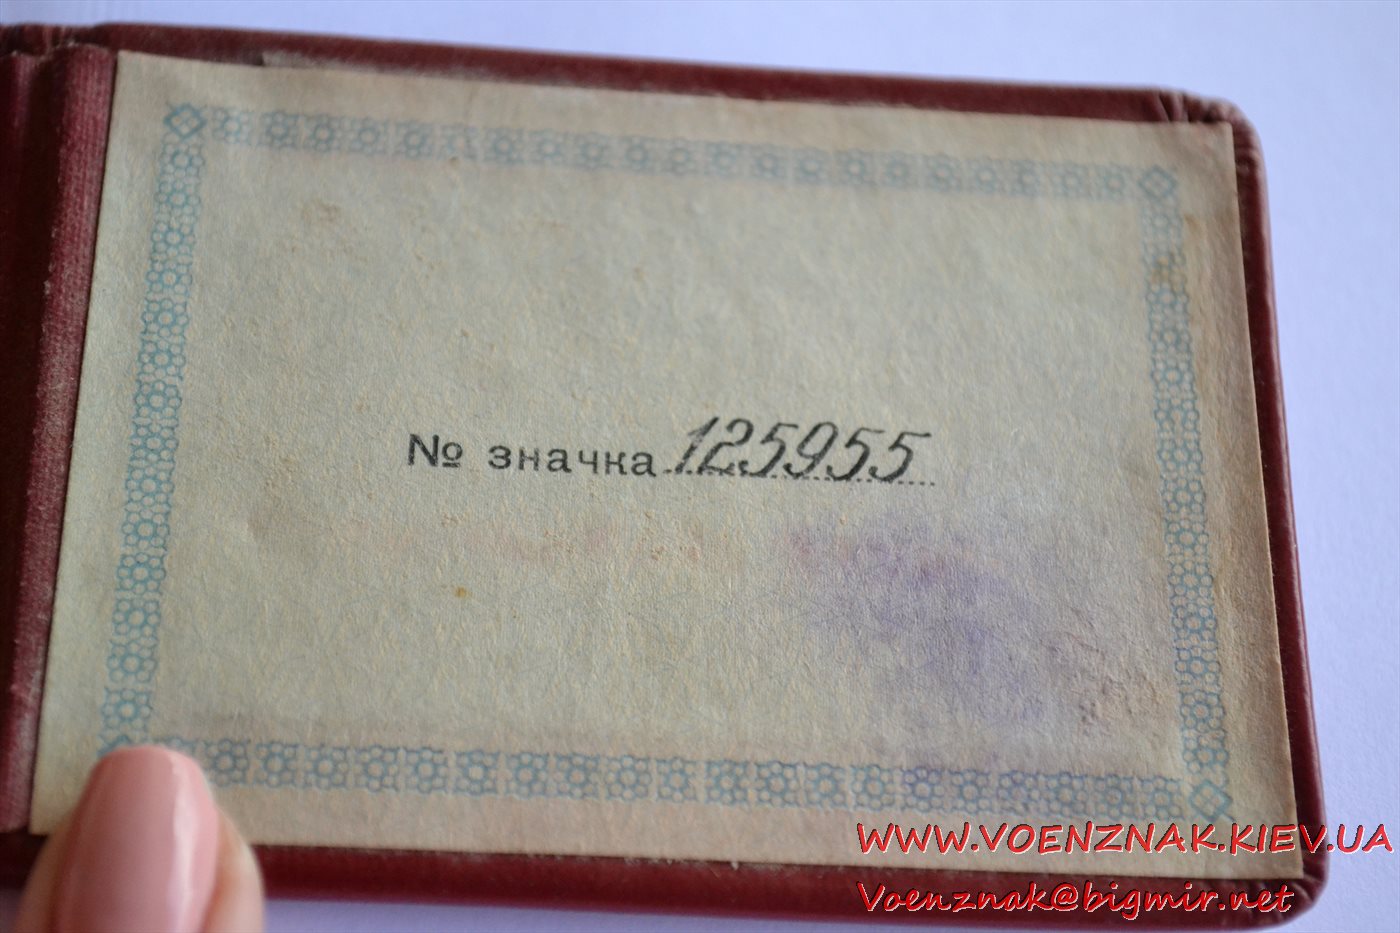 № значка 125955
WWW.VOENZNAK.KIEV.UA
Voenznak@bigmir.net